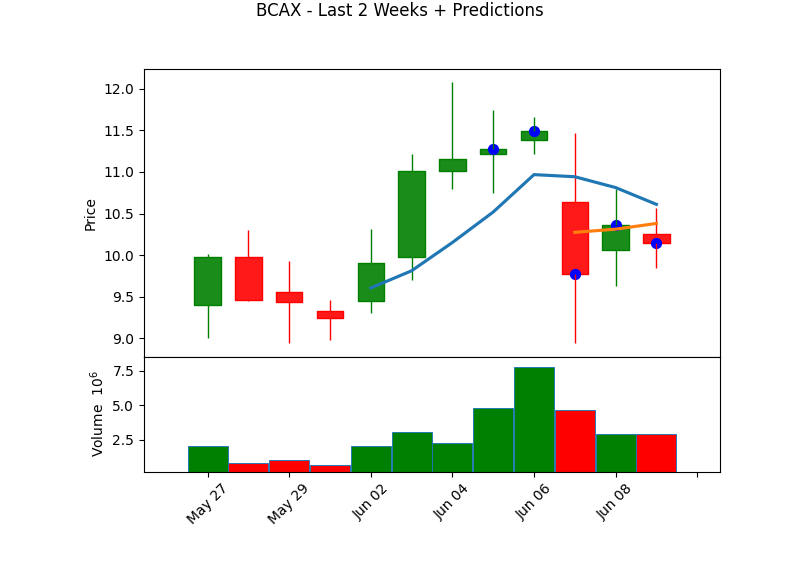 BCAX - Last 2 Weeks + Predictions
12.0
11.5
11.0
10.5
10.0
9.5
9.0
Price
7.5
5.0
2.5
Volume 10⁶
May 27
May 29
Jun 02
Jun 04
Jun 06
Jun 08